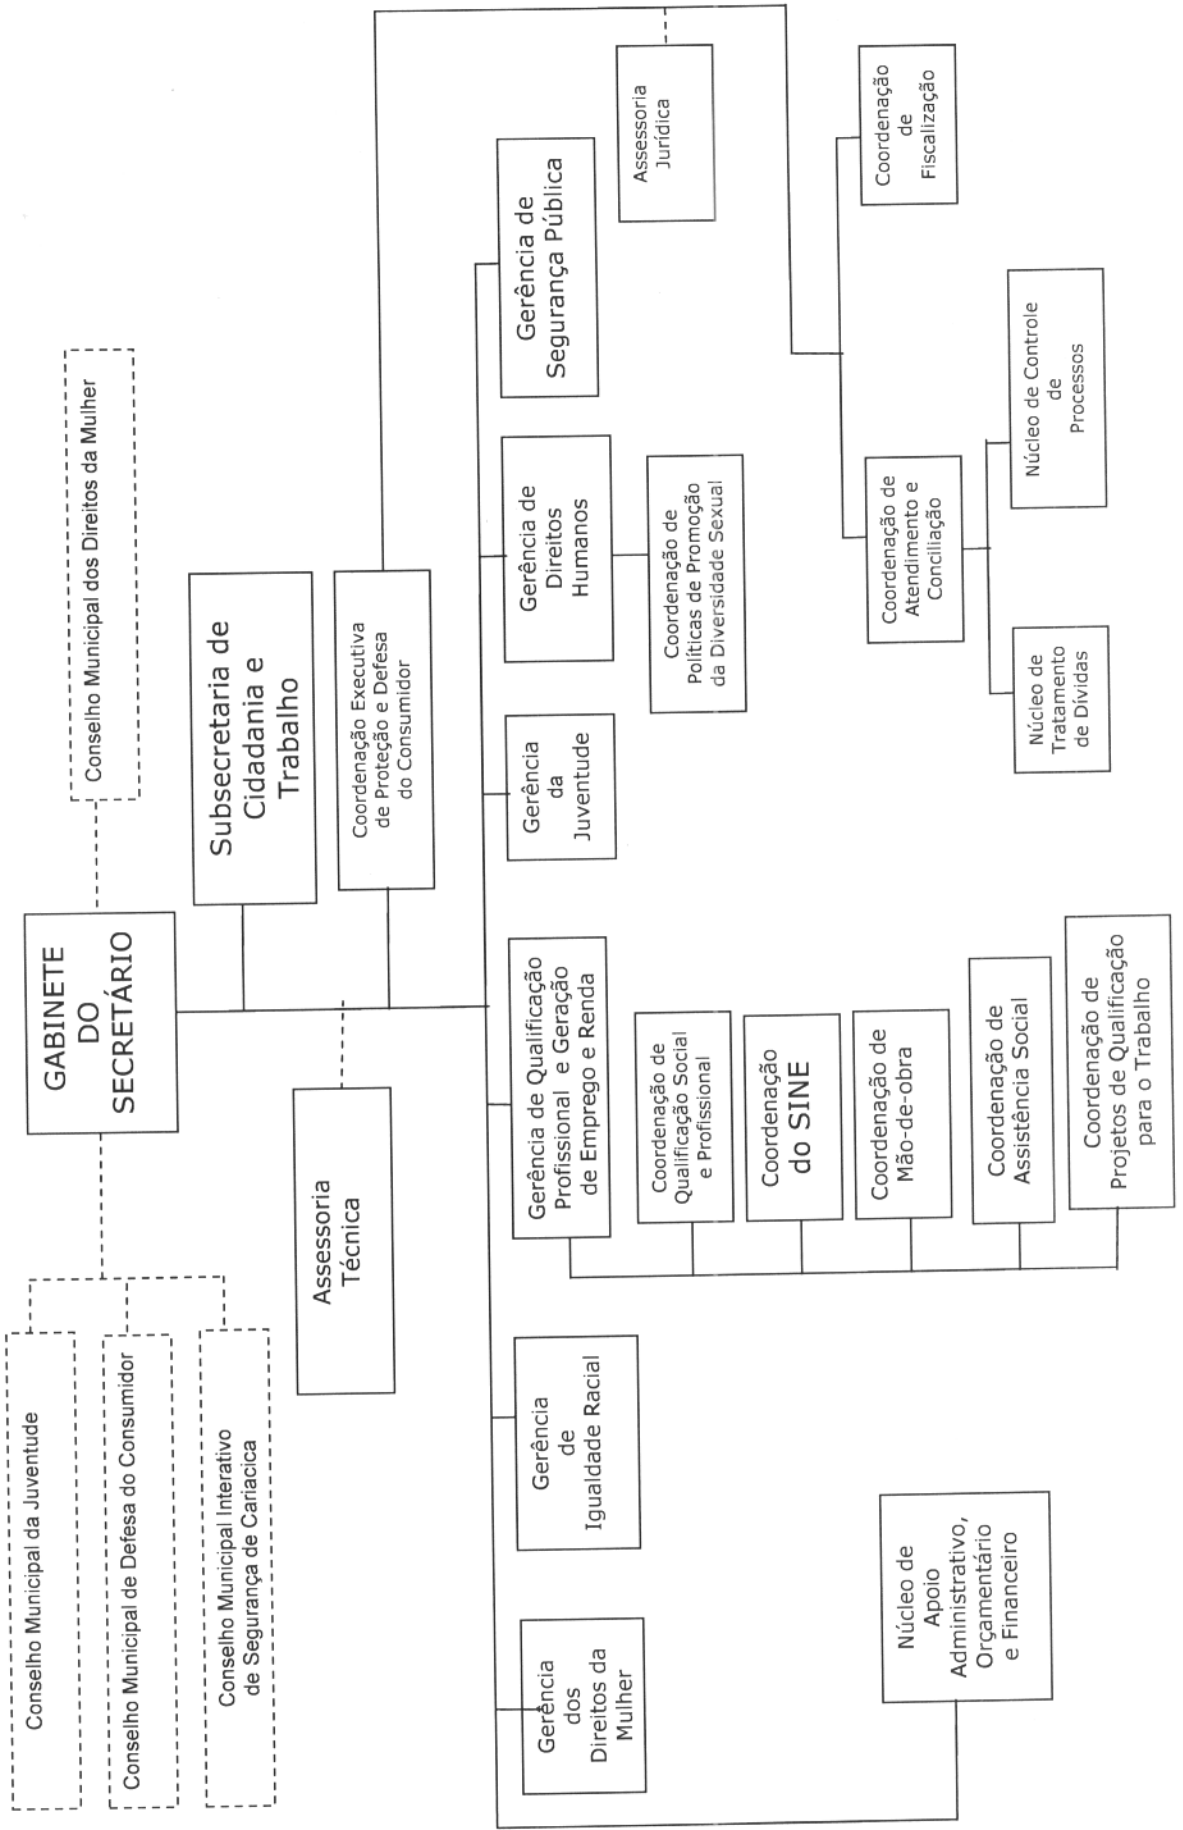 GABINETE
DO
SECRETÁRIO
Conselho Municipal da Juventude
Conselho Municipal de Defesa do Consumidor
Conselho Municipal Interativo
de Segurança de Cariacica
Conselho Municipal dos Direitos da Mulher
Subsecretaria de
Cidadania e
Trabalho
Assessoria
Técnica
Coordenação Executiva
de Proteção e Defesa
do Consumidor
Gerência
dos
Direitos da
Mulher
Gerência
de
Igualdade Racial
Gerência de Qualificação
Profissional e Geração
de Emprego e Renda
Gerência
da
Juventude
Gerência de
Direitos
Humanos
Gerência de
Segurança Pública
Coordenação de
Qualificação Social
e Profissional
Coordenação
do SINE
Coordenação de
Mão-de-obra
Coordenação de
Assistência Social
Coordenação de
Projetos de Qualificação
para o Trabalho
Coordenação de
Políticas de Promoção
da Diversidade Sexual
Assessoria
Jurídica
Núcleo de
Apoio
Administrativo,
Orçamentário
e Financeiro
Coordenação de
Atendimento e
Conciliação
Coordenação
de
Fiscalização
Núcleo de
Tratamento
de Dívidas
Núcleo de Controle
de
Processos